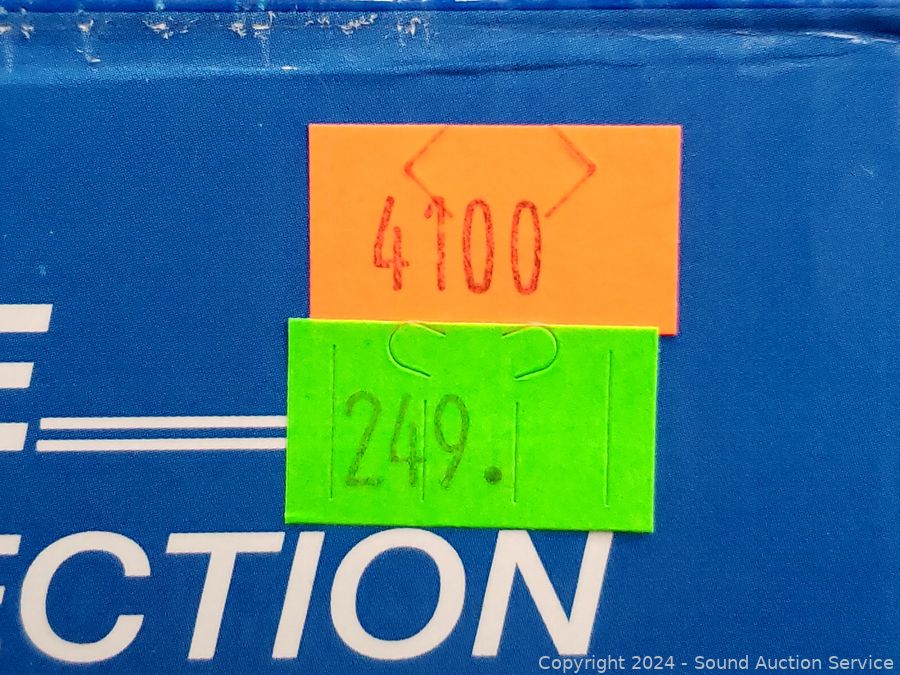 4100
249.
ECTION
Copyright 2024 - Sound Auction Service